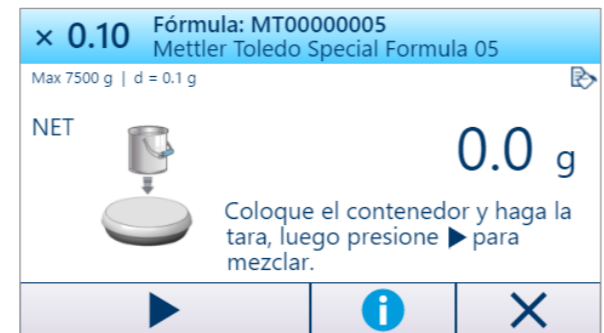 × 0.10
Fórmula: MT00000005
Mettler Toledo Special Formula 05
Max 7500 g | d = 0.1 g
NET
0.0 g
Coloque el contenedor y haga la
tara, luego presione ▶ para
mezclar.